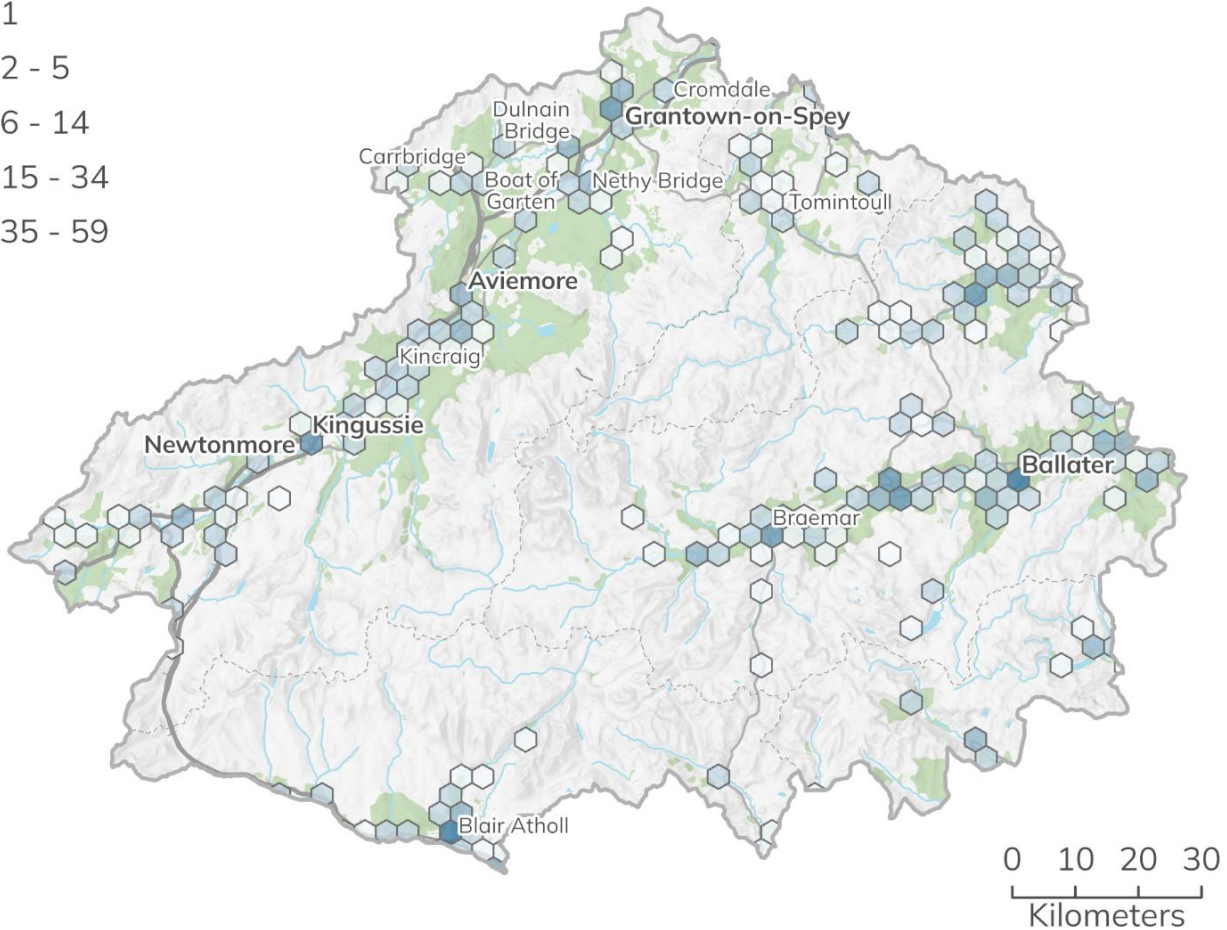 1
2 - 5
6 - 14
15 - 34
35 - 59
Cromdale
Dulnain
Bridge
Grantown-on-Spey
Carrbridge
Boat of
Garten
Nethy Bridge
Tomintoull
Aviemore
Kincraig
Kingussie
Newtonmore
Ballater
Braemar
Blair Atholl
0 10 20 30
Kilometers